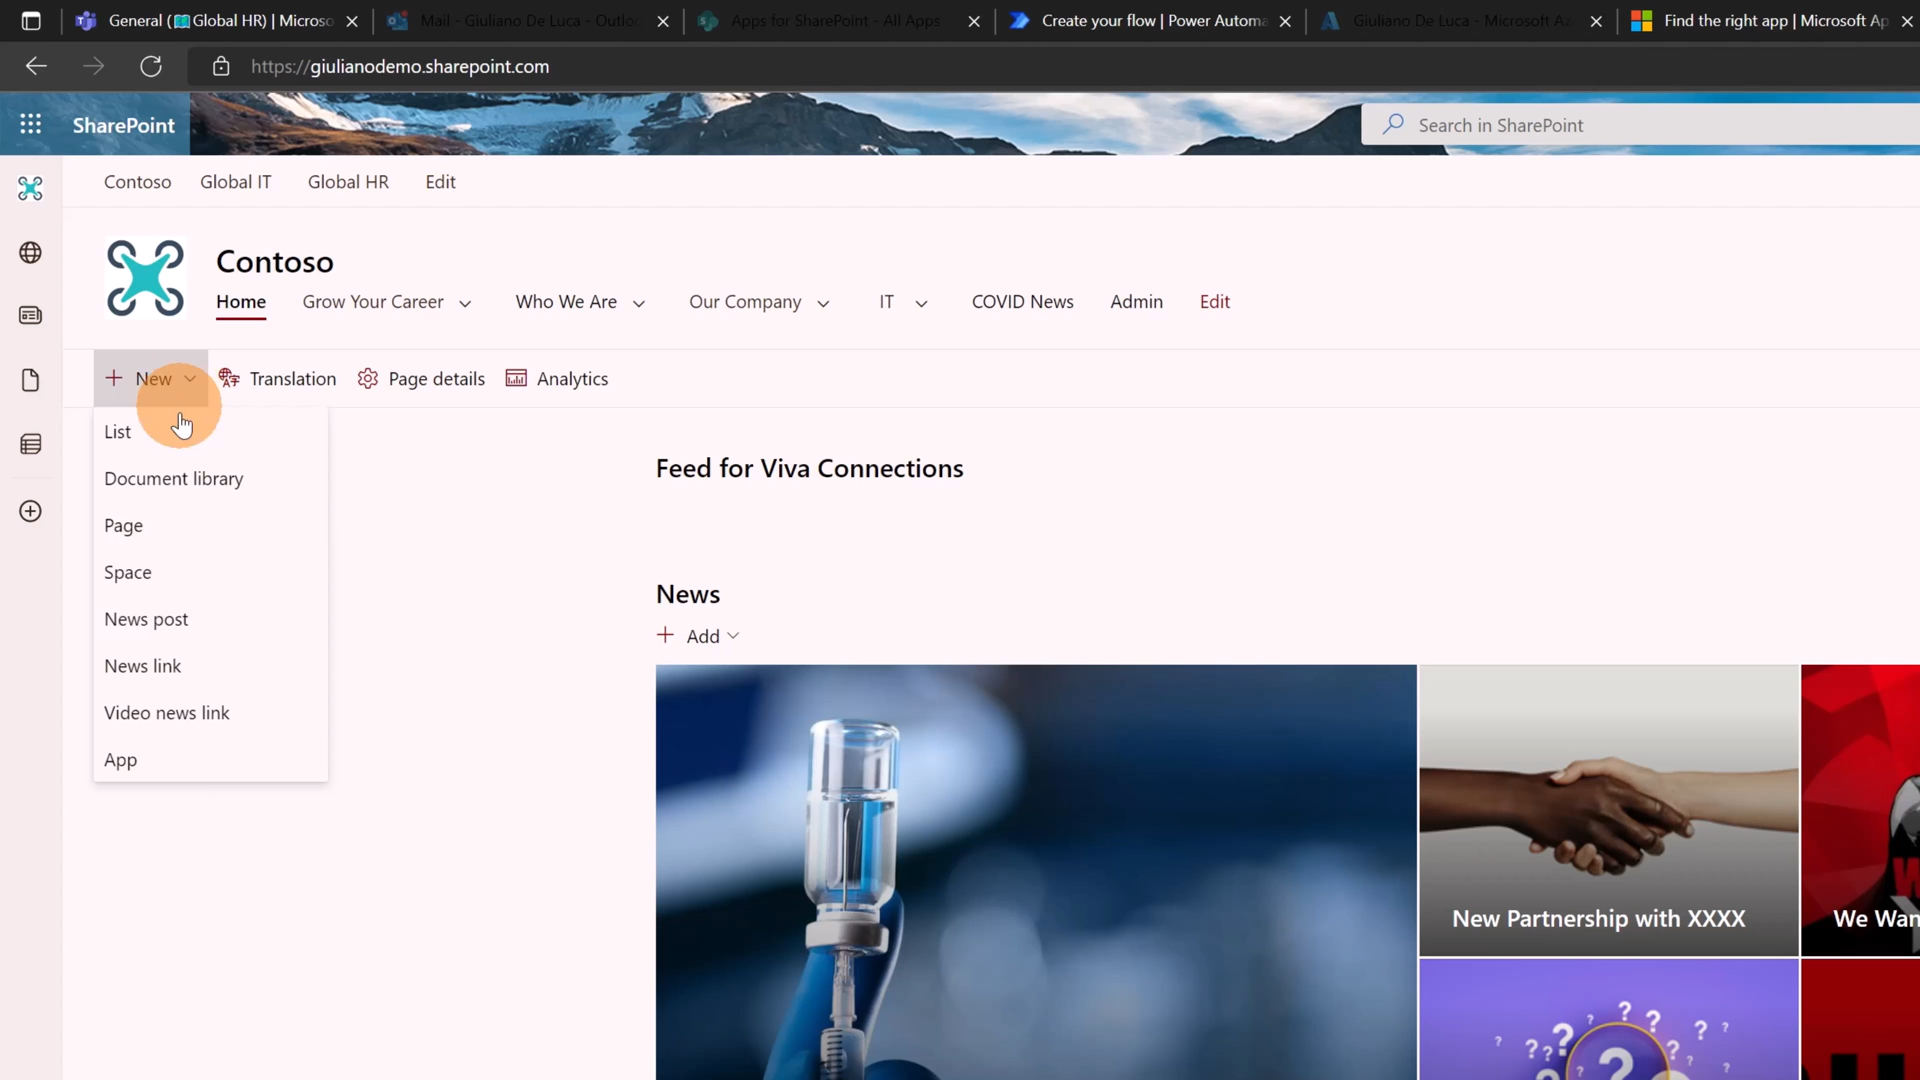 General (📖Global HR) | Microso
Mail - Giuliano De Luca - Outlo
Apps for SharePoint - All Apps
Create your flow | Power Automa
Giuliano De Luca - Microsoft Az
Find the right app | Microsoft Ap
https://giulianodemo.sharepoint.com
SharePoint
Search in SharePoint
Contoso Global IT Global HR Edit
Contoso
Home Grow Your Career Who We Are Our Company IT COVID News Admin Edit
New Translation Page details Analytics
List
Document library
Page
Space
News post
News link
Video news link
App
Feed for Viva Connections
News
Add
New Partnership with XXXX
We Wan